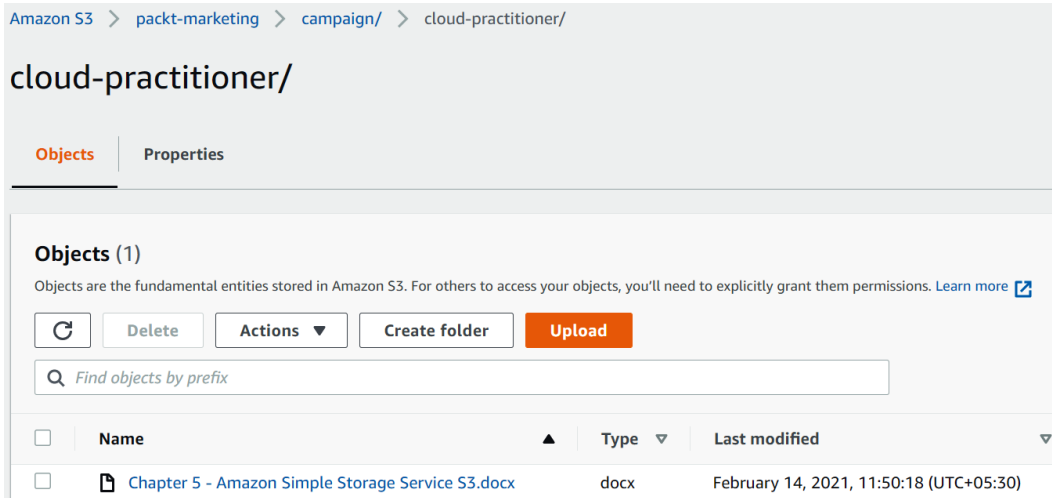 Amazon S3 > packt-marketing > campaign/ > cloud-practitioner/
cloud-practitioner/
Objects Properties
Objects (1)
Objects are the fundamental entities stored in Amazon S3. For others to access your objects, you'll need to explicitly grant them permissions. Learn more
Delete Actions Create folder Upload
Find objects by prefix
Name Type Last modified
Chapter 5 - Amazon Simple Storage Service S3.docx docx February 14, 2021, 11:50:18 (UTC+05:30)